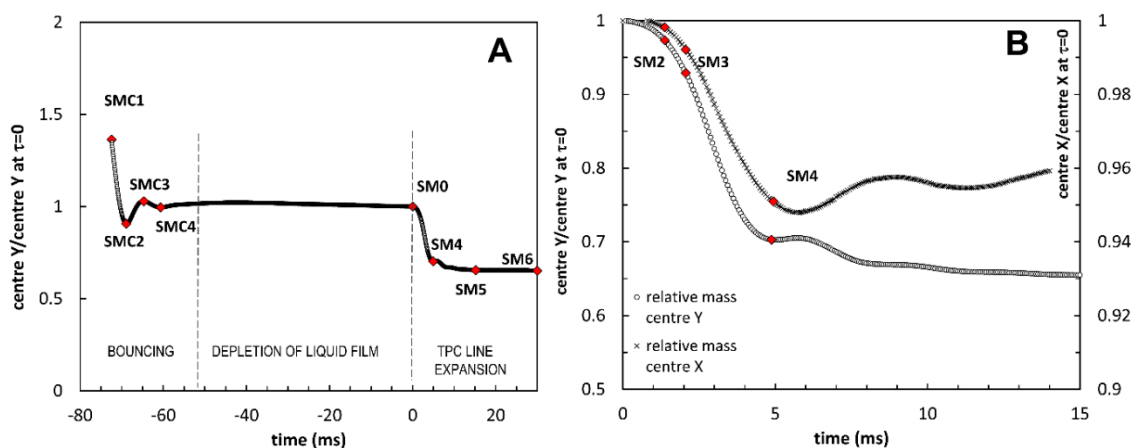 A
centre Y/centre Y at τ=0
2
1.5
1
0.5
0
SMC1
SMC2
SMC3
SMC4
SM0
SM4
SM5
SM6
BOUNCING
DEPLETION OF LIQUID FILM
TPC LINE
EXPANSION
-80
-60
-40
-20
0
20
time (ms)
B
centre Y/centre Y at τ=0
1
0.9
0.8
0.7
0.6
0.5
SM2
SM3
SM4
relative mass
centre Y
relative mass
centre X
0
5
10
15
time (ms)
centre X/centre X at τ=0
1
0.98
0.96
0.94
0.92
0.9